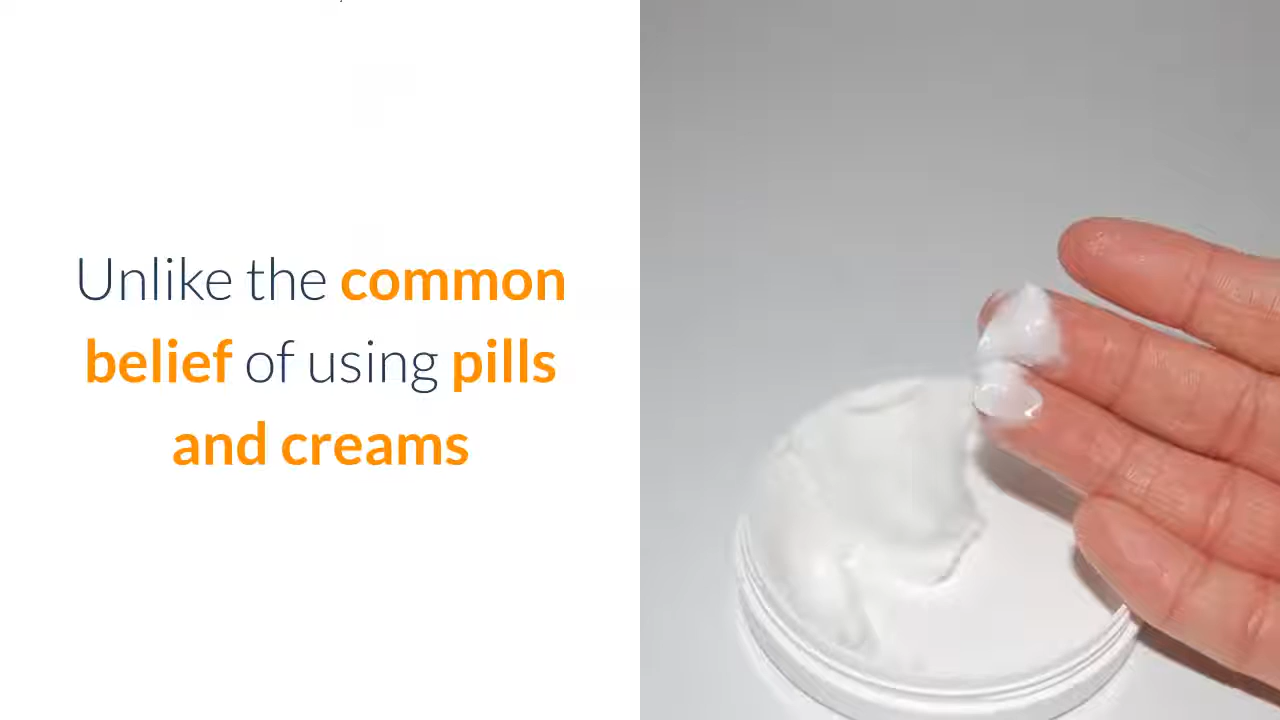 Unlike the common
belief of using pills
and creams